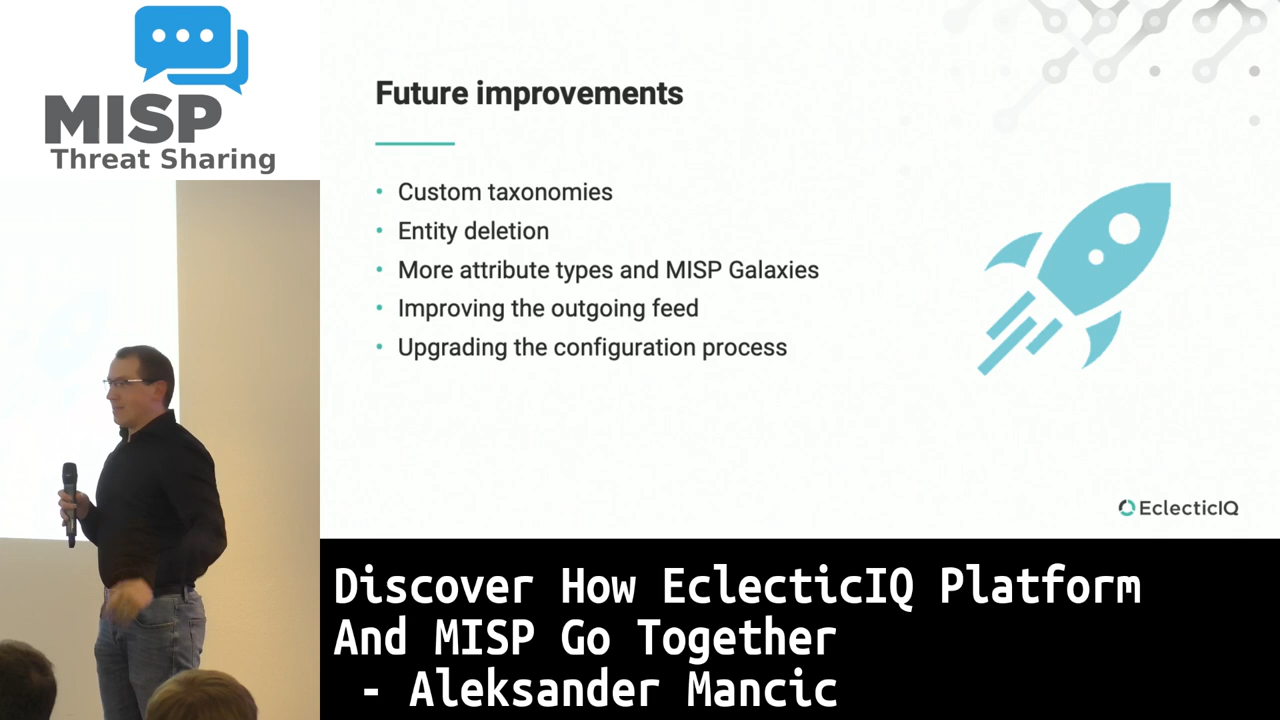 MISP
Threat Sharing
Future improvements
• Custom taxonomies
• Entity deletion
• More attribute types and MISP Galaxies
• Improving the outgoing feed
• Upgrading the configuration process
EclecticIQ
Discover How EclecticIQ Platform
And MISP Go Together
- Aleksander Mancic